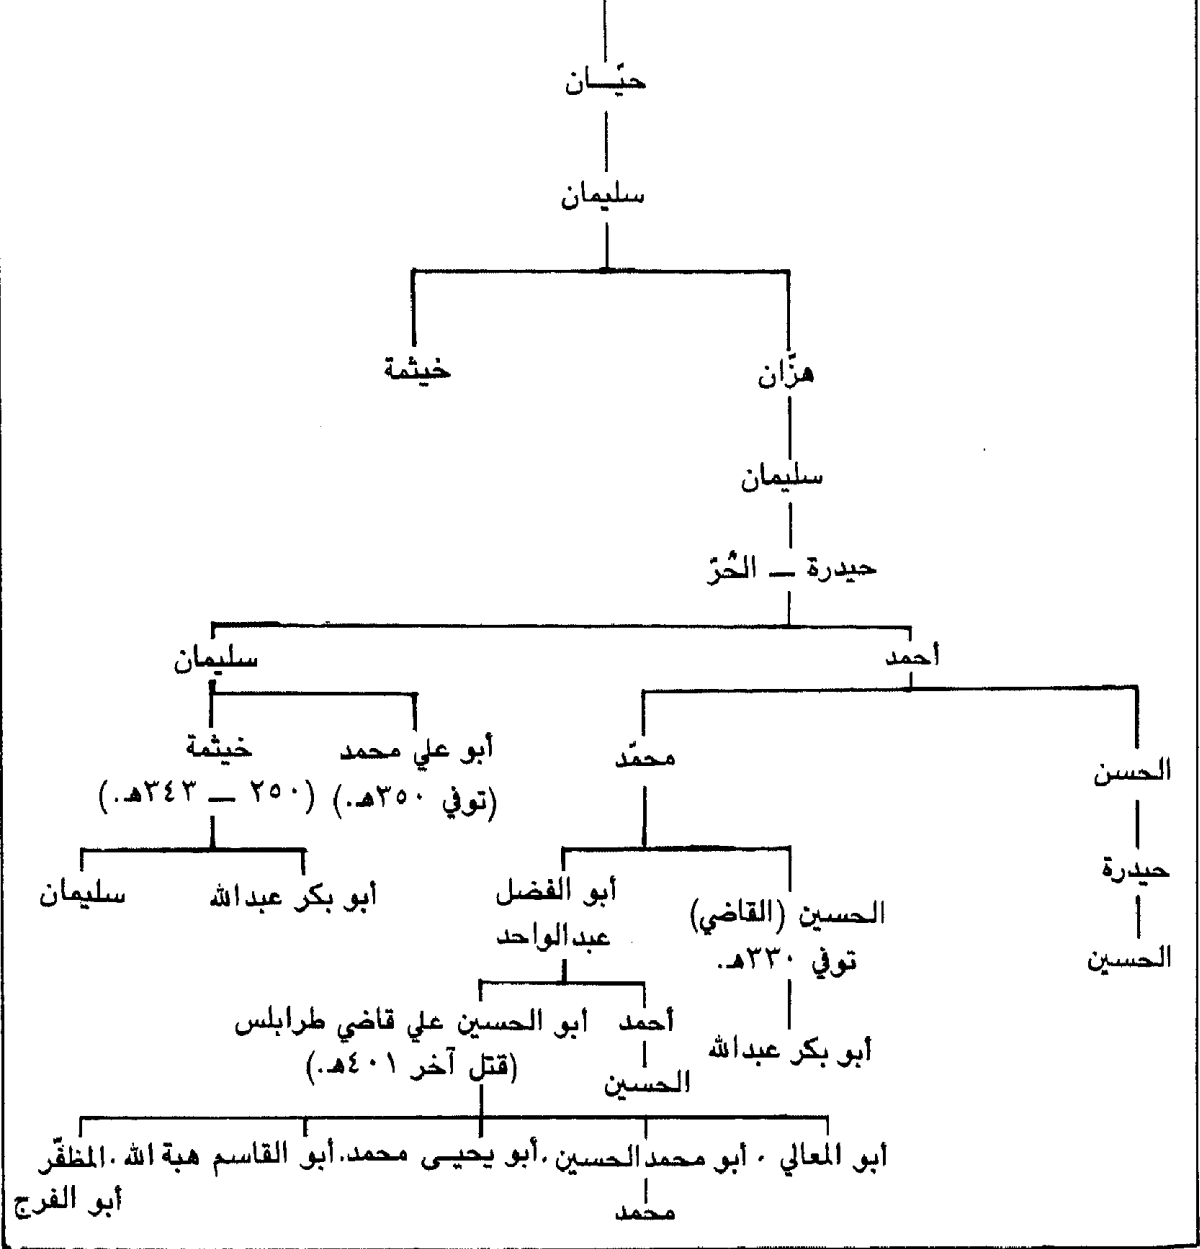 حيّان
سليمان
هزّان
خيثمة
سليمان
حيدرة — الحُرّ
أحمد
سليمان
الحسن
محمّد
أبو علي محمد
(توفي ٣٥٠هـ.)
خيثمة
(٢٥٠ — ٣٤٣هـ.)
حيدرة
الحسين
الحسين (القاضي)
توفي ٣٣٠هـ.
أبو الفضل
عبدالواحد
أبو بكر عبدالله
سليمان
أبو بكر عبدالله
أحمد
الحسين
أبو الحسين علي قاضي طرابلس
(قتل آخر ٤٠١هـ.)
أبو المعالي . أبو محمد الحسين . أبو يحيى محمد . أبو القاسم هبة الله . المظفّر
أبو الفرج
محمد